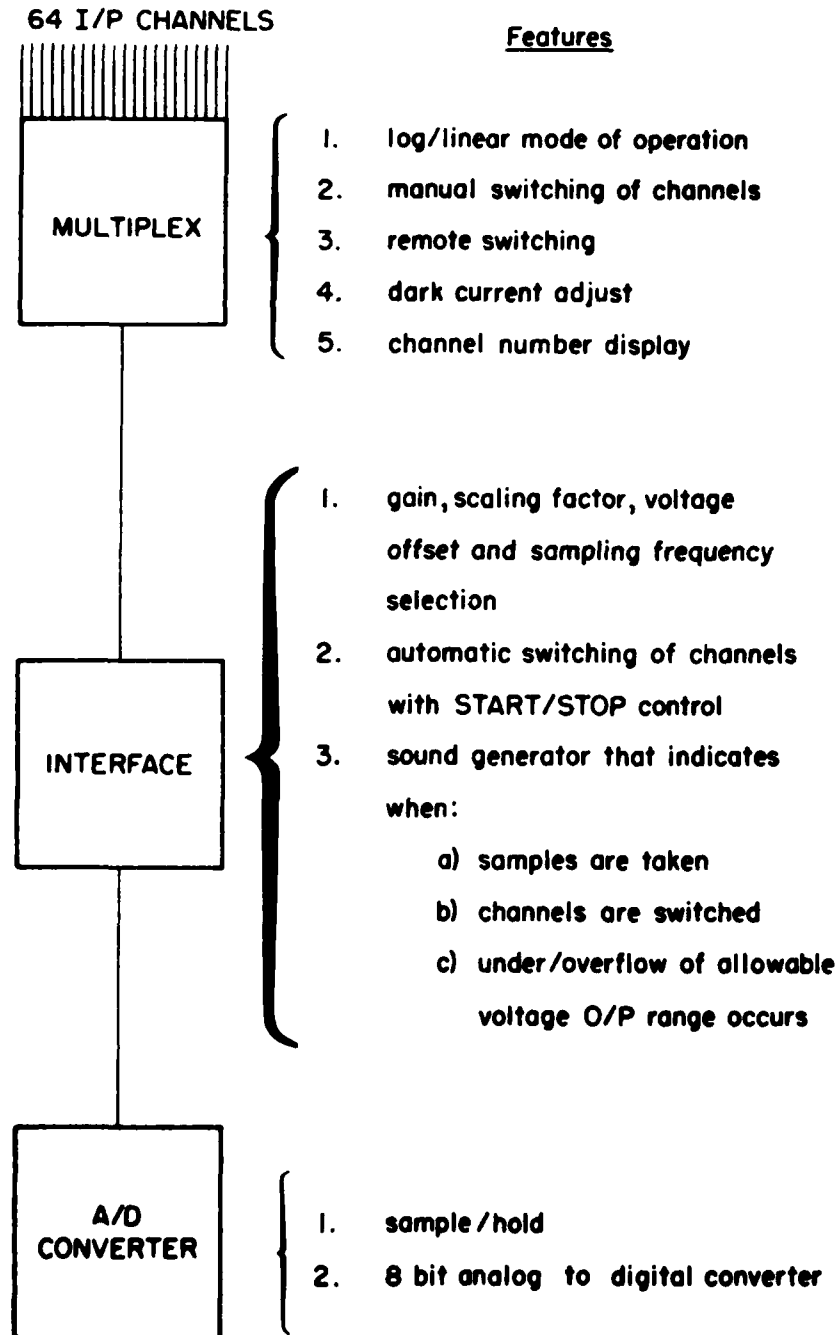 64 I/P CHANNELS
Features
MULTIPLEX
1. log/linear mode of operation
2. manual switching of channels
3. remote switching
4. dark current adjust
5. channel number display
INTERFACE
1. gain, scaling factor, voltage
offset and sampling frequency
selection
2. automatic switching of channels
with START/STOP control
3. sound generator that indicates
when:
a) samples are taken
b) channels are switched
c) under/overflow of allowable
voltage O/P range occurs
A/D
CONVERTER
1. sample/hold
2. 8 bit analog to digital converter